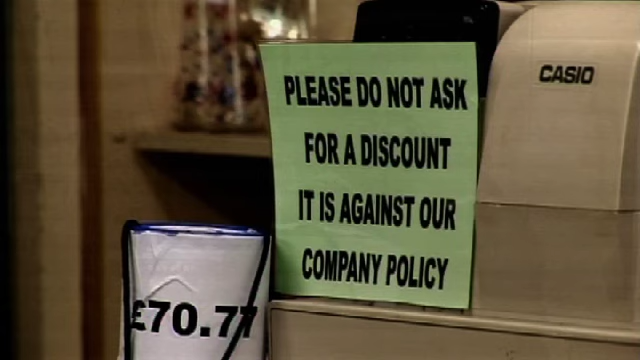 CASIO
PLEASE DO NOT ASK
FOR A DISCOUNT
IT IS AGAINST OUR
COMPANY POLICY
£70.77